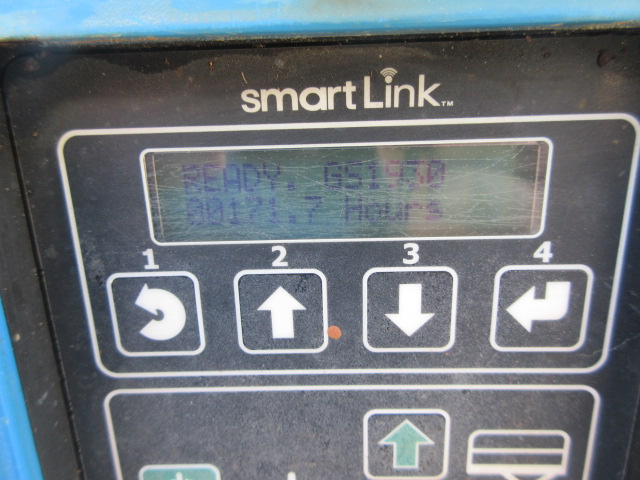 smartLink™
READY, GS1930
00171.7 Hours
1 2 3 4